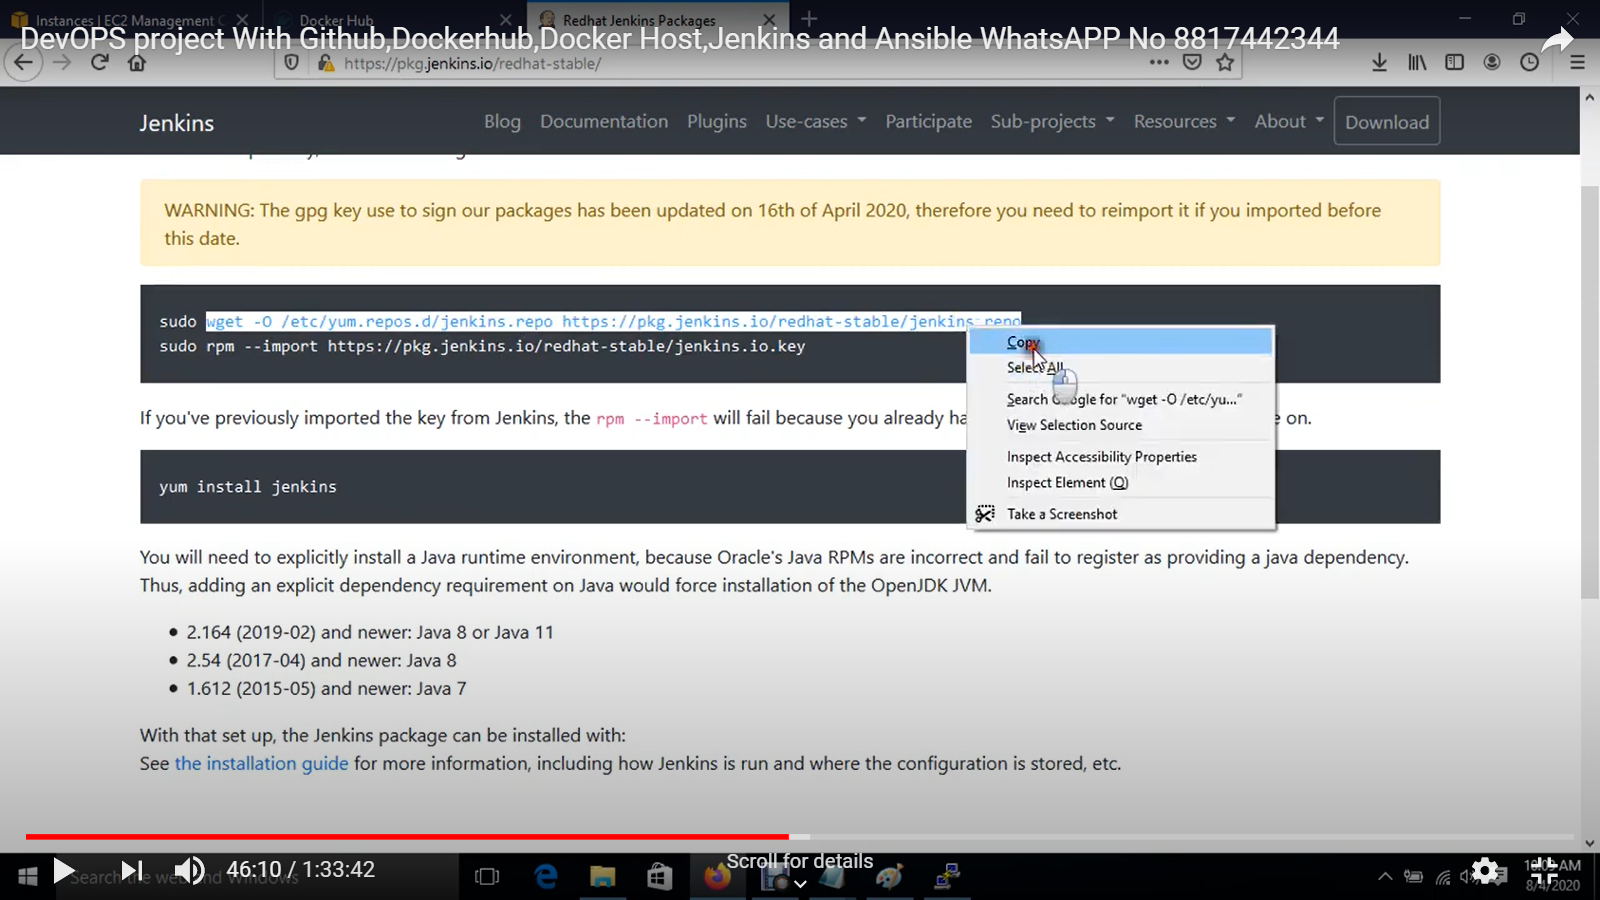 Instances | EC2 Management C
Docker Hub
Redhat Jenkins Packages
DevOPS project With Github,Dockerhub,Docker Host,Jenkins and Ansible WhatsAPP No 8817442344
https://pkg.jenkins.io/redhat-stable/
Jenkins
Blog
Documentation
Plugins
Use-cases
Participate
Sub-projects
Resources
About
Download
WARNING: The gpg key use to sign our packages has been updated on 16th of April 2020, therefore you need to reimport it if you imported before
this date.
sudo wget -O /etc/yum.repos.d/jenkins.repo https://pkg.jenkins.io/redhat-stable/jenkins.repo
sudo rpm --import https://pkg.jenkins.io/redhat-stable/jenkins.io.key
Copy
Select All
Search Google for "wget -O /etc/yu..."
View Selection Source
Inspect Accessibility Properties
Inspect Element (Q)
Take a Screenshot
If you've previously imported the key from Jenkins, the rpm --import will fail because you already ha
e on.
yum install jenkins
You will need to explicitly install a Java runtime environment, because Oracle's Java RPMs are incorrect and fail to register as providing a java dependency.
Thus, adding an explicit dependency requirement on Java would force installation of the OpenJDK JVM.
2.164 (2019-02) and newer: Java 8 or Java 11
2.54 (2017-04) and newer: Java 8
1.612 (2015-05) and newer: Java 7
With that set up, the Jenkins package can be installed with:
See the installation guide for more information, including how Jenkins is run and where the configuration is stored, etc.
46:10 / 1:33:42
Scroll for details
Search the web and Windows
AM
8/4/2020